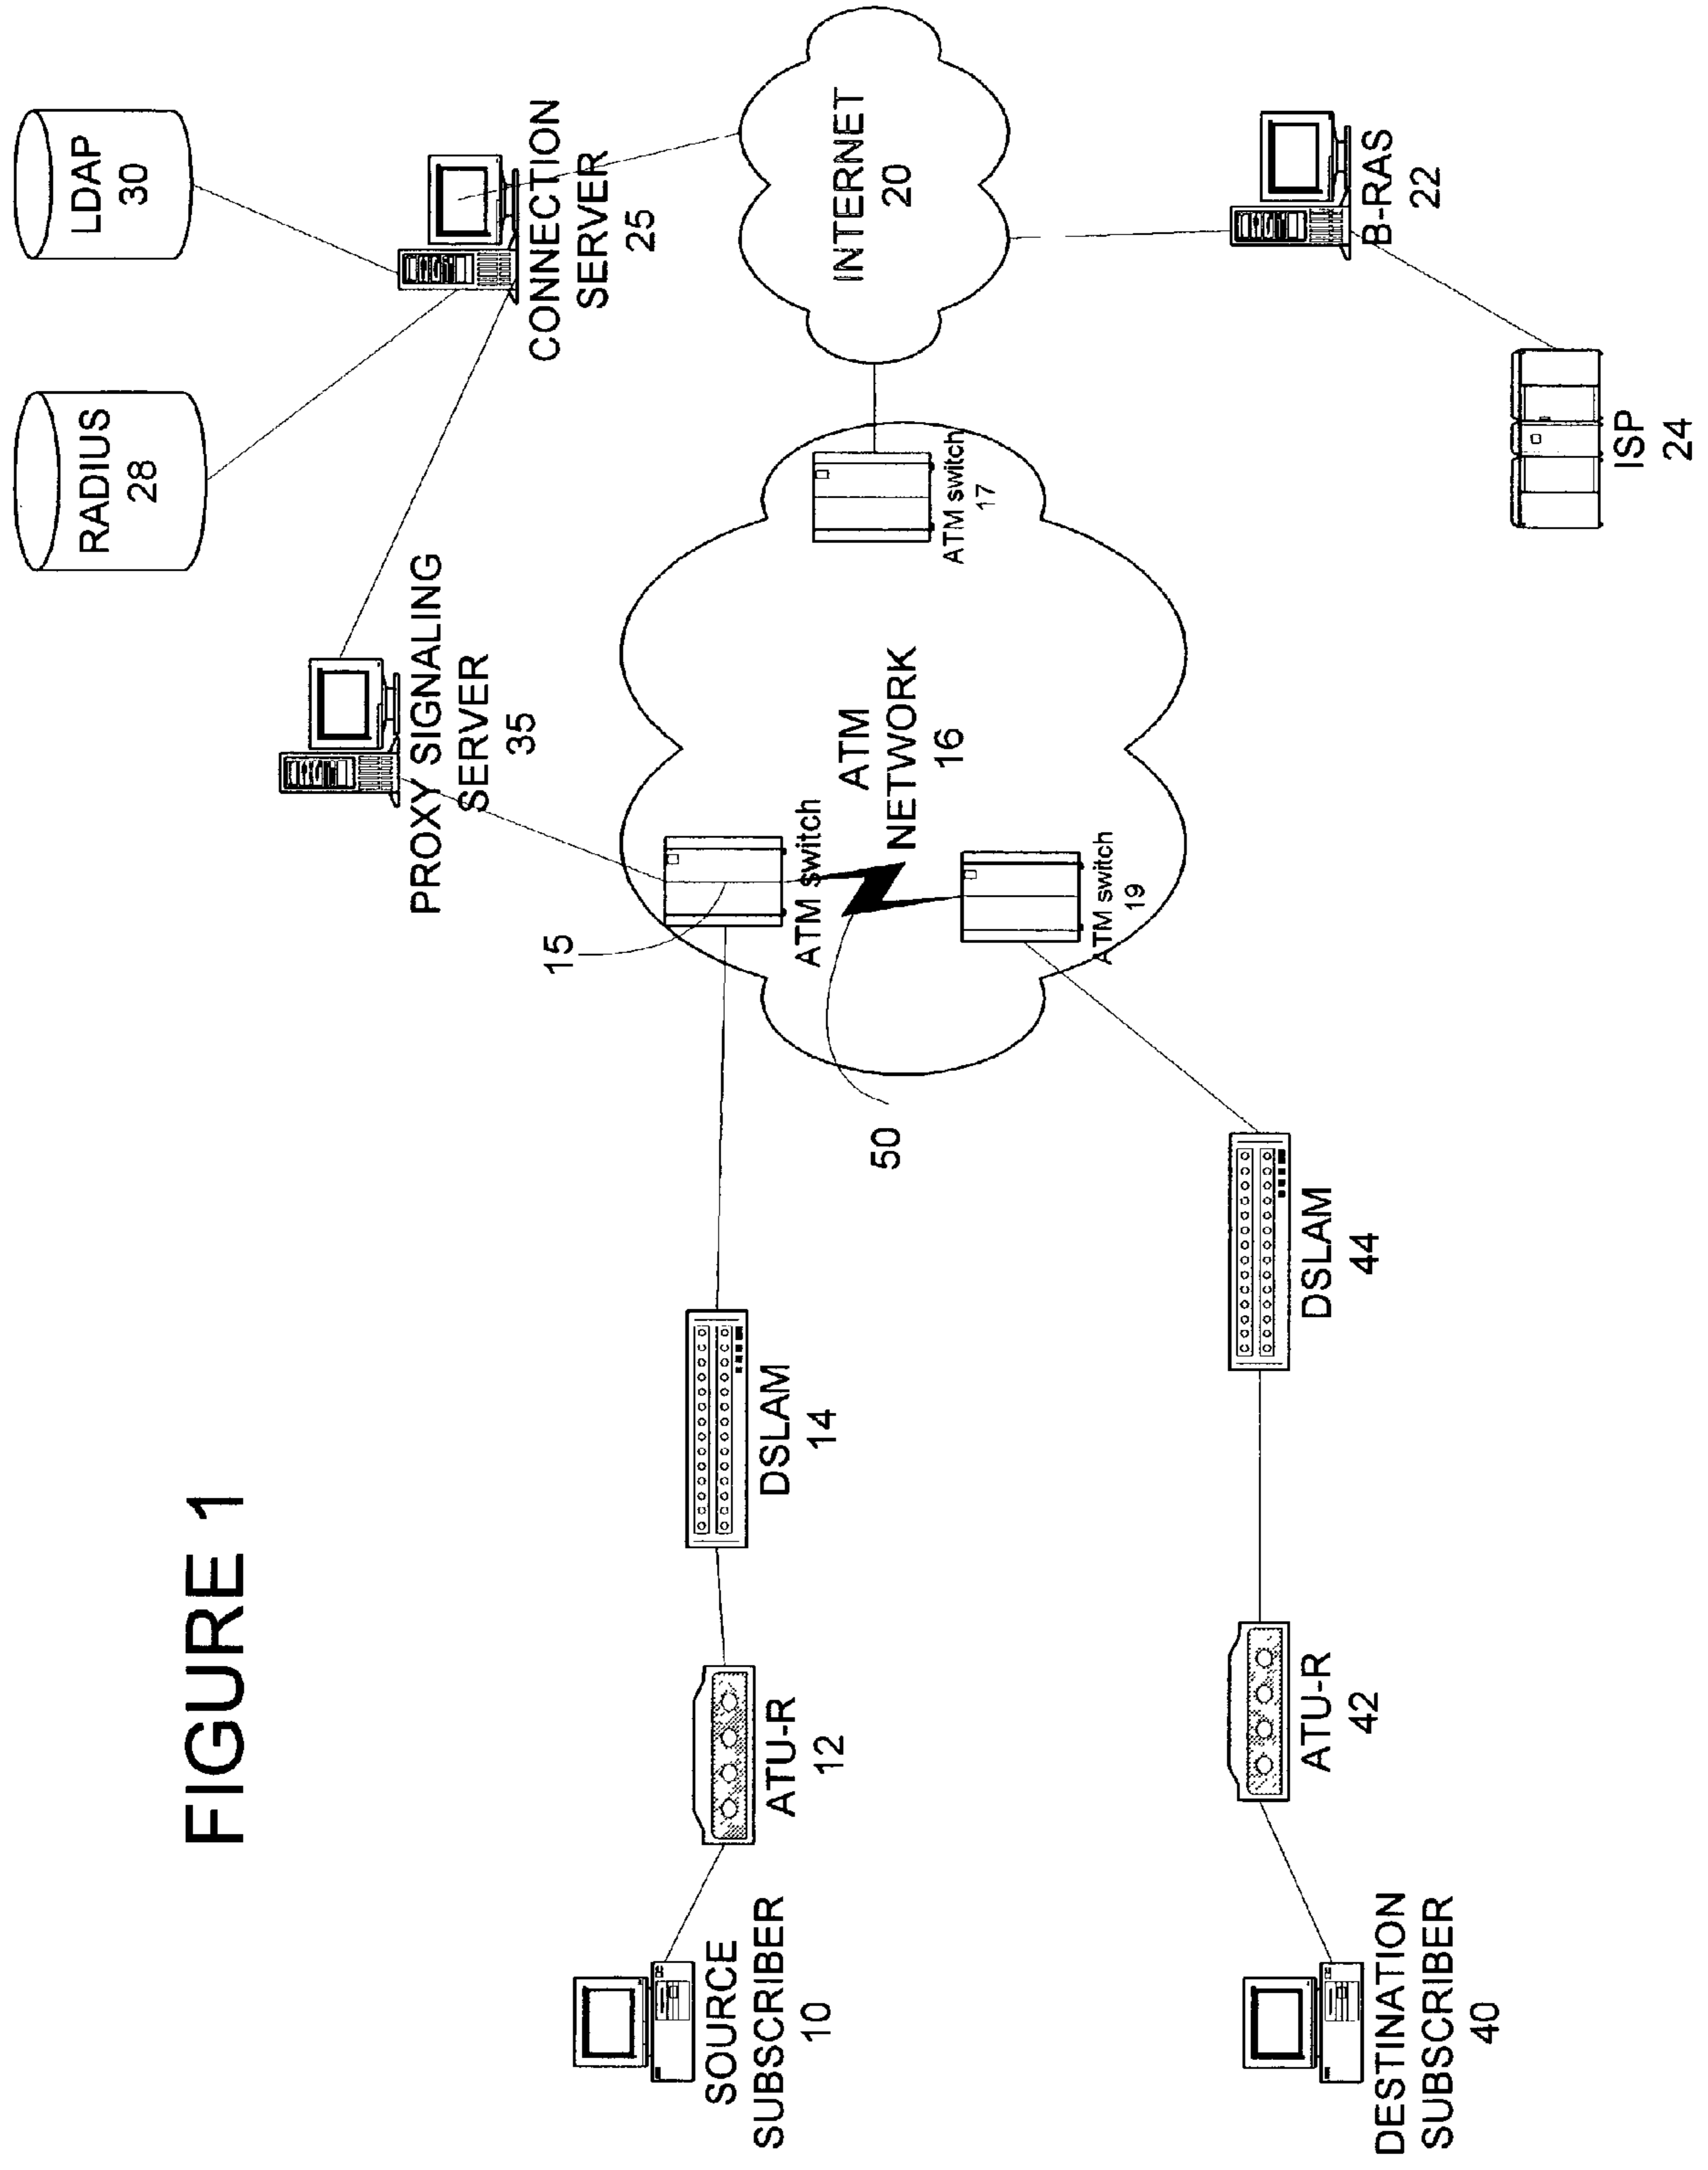 FIGURE 1
RADIUS
28
LDAP
30
PROXY SIGNALING
SERVER
35
CONNECTION
SERVER
25
15
ATM switch
ATM
NETWORK
16
ATM switch
17
INTERNET
20
ATM switch
19
50
SOURCE
SUBSCRIBER
10
ATU-R
12
DSLAM
14
DESTINATION
SUBSCRIBER
40
ATU-R
42
DSLAM
44
B-RAS
22
ISP
24